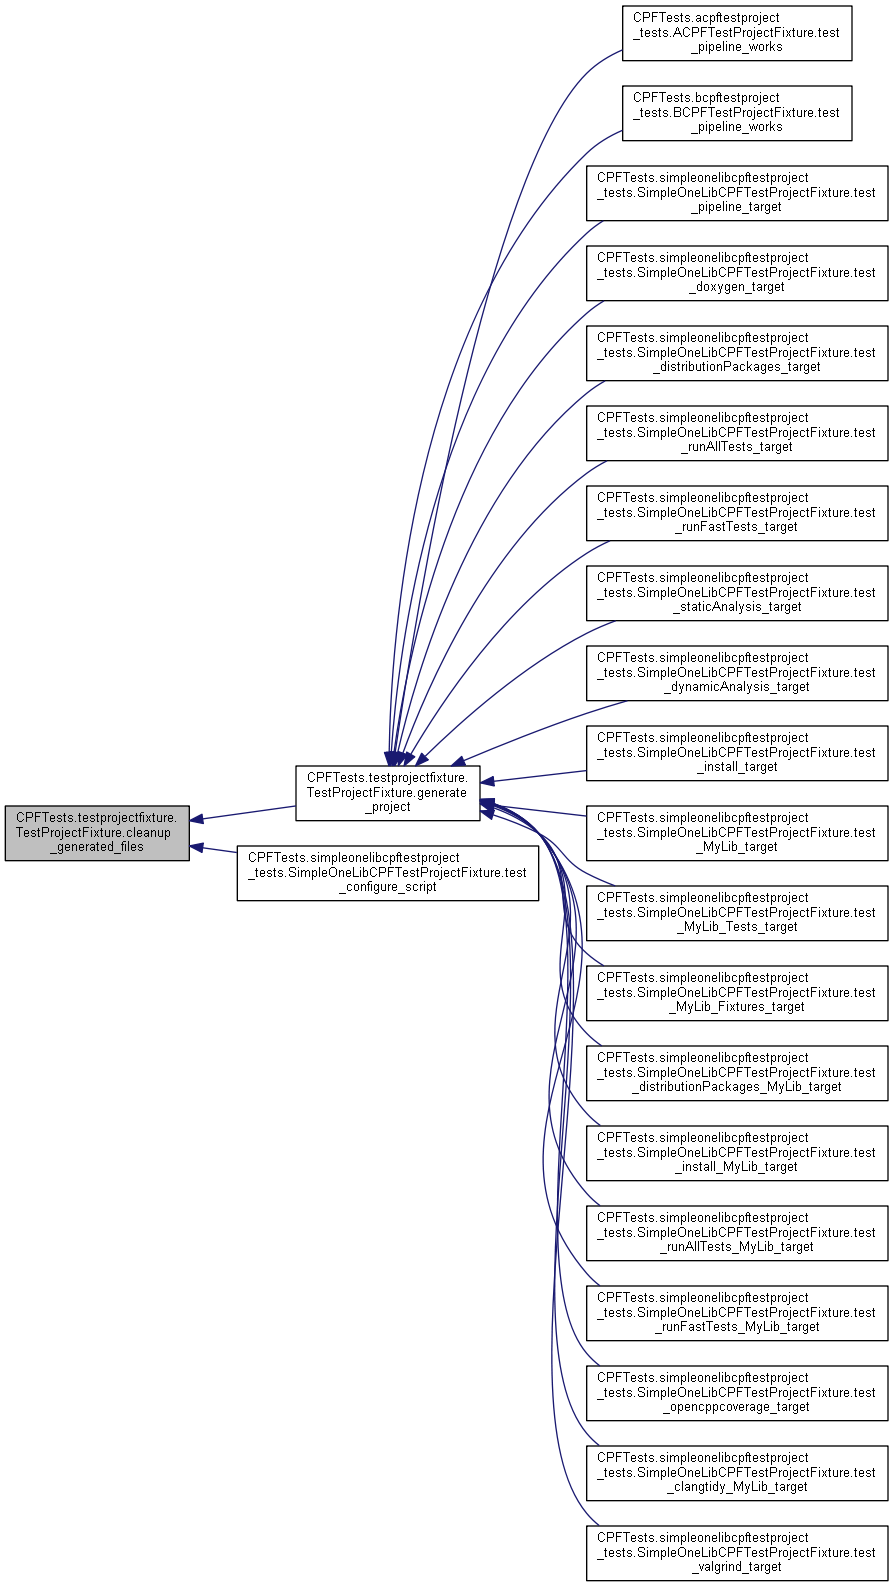 CPFTests.acpftestproject
_tests.ACPFTestProjectFixture.test
_pipeline_works
CPFTests.bcpftestproject
_tests.BCPFTestProjectFixture.test
_pipeline_works
CPFTests.simpleonelibcpftestproject
_tests.SimpleOneLibCPFTestProjectFixture.test
_pipeline_target
CPFTests.simpleonelibcpftestproject
_tests.SimpleOneLibCPFTestProjectFixture.test
_doxygen_target
CPFTests.simpleonelibcpftestproject
_tests.SimpleOneLibCPFTestProjectFixture.test
_distributionPackages_target
CPFTests.simpleonelibcpftestproject
_tests.SimpleOneLibCPFTestProjectFixture.test
_runAllTests_target
CPFTests.simpleonelibcpftestproject
_tests.SimpleOneLibCPFTestProjectFixture.test
_runFastTests_target
CPFTests.simpleonelibcpftestproject
_tests.SimpleOneLibCPFTestProjectFixture.test
_staticAnalysis_target
CPFTests.simpleonelibcpftestproject
_tests.SimpleOneLibCPFTestProjectFixture.test
_dynamicAnalysis_target
CPFTests.simpleonelibcpftestproject
_tests.SimpleOneLibCPFTestProjectFixture.test
_install_target
CPFTests.testprojectfixture.
TestProjectFixture.generate
_project
CPFTests.testprojectfixture.
TestProjectFixture.cleanup
_generated_files
CPFTests.simpleonelibcpftestproject
_tests.SimpleOneLibCPFTestProjectFixture.test
_MyLib_target
CPFTests.simpleonelibcpftestproject
_tests.SimpleOneLibCPFTestProjectFixture.test
_configure_script
CPFTests.simpleonelibcpftestproject
_tests.SimpleOneLibCPFTestProjectFixture.test
_MyLib_Tests_target
CPFTests.simpleonelibcpftestproject
_tests.SimpleOneLibCPFTestProjectFixture.test
_MyLib_Fixtures_target
CPFTests.simpleonelibcpftestproject
_tests.SimpleOneLibCPFTestProjectFixture.test
_distributionPackages_MyLib_target
CPFTests.simpleonelibcpftestproject
_tests.SimpleOneLibCPFTestProjectFixture.test
_install_MyLib_target
CPFTests.simpleonelibcpftestproject
_tests.SimpleOneLibCPFTestProjectFixture.test
_runAllTests_MyLib_target
CPFTests.simpleonelibcpftestproject
_tests.SimpleOneLibCPFTestProjectFixture.test
_runFastTests_MyLib_target
CPFTests.simpleonelibcpftestproject
_tests.SimpleOneLibCPFTestProjectFixture.test
_opencppcoverage_target
CPFTests.simpleonelibcpftestproject
_tests.SimpleOneLibCPFTestProjectFixture.test
_clangtidy_MyLib_target
CPFTests.simpleonelibcpftestproject
_tests.SimpleOneLibCPFTestProjectFixture.test
_valgrind_target